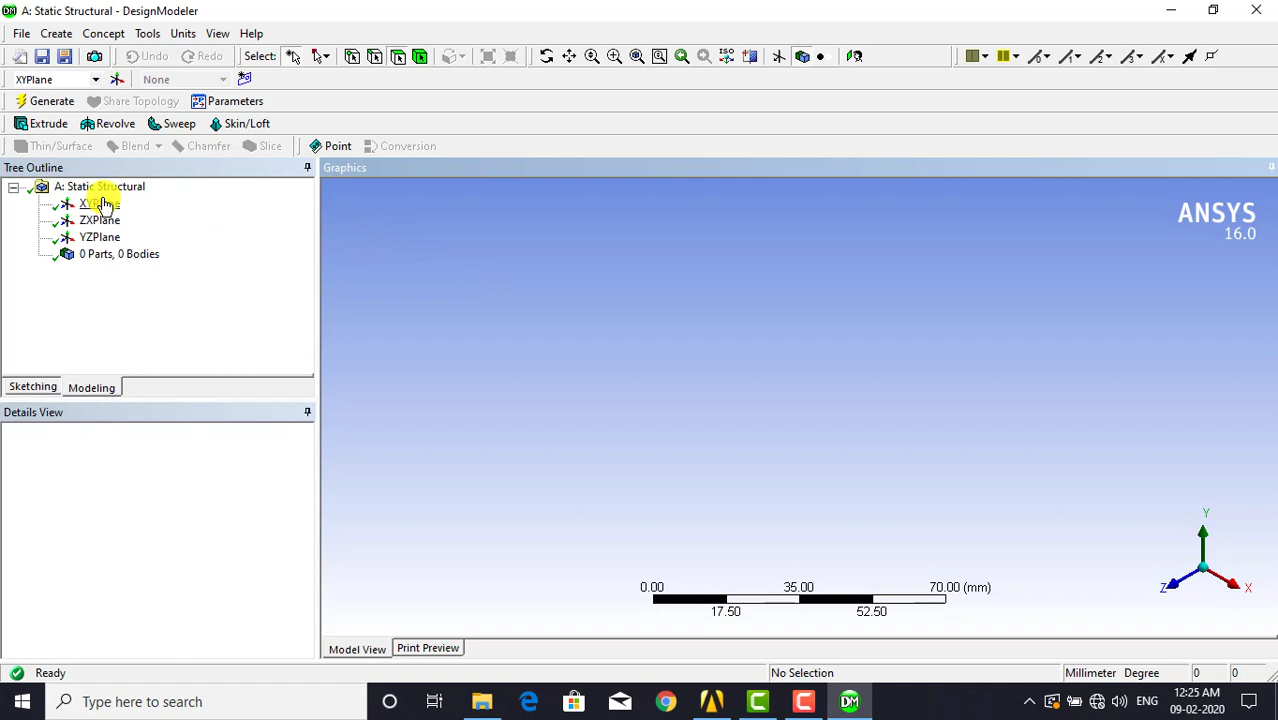 A: Static Structural - DesignModeler
File Create Concept Tools Units View Help
Undo Redo Select: ISO
XYPlane None
Generate Share Topology Parameters
Extrude Revolve Sweep Skin/Loft
Thin/Surface Blend Chamfer Slice Point Conversion
Tree Outline
A: Static Structural
XYPlane
ZXPlane
YZPlane
0 Parts, 0 Bodies
Sketching Modeling
Details View
Graphics
ANSYS
16.0
Y
Z
X
0.00 35.00 70.00 (mm)
17.50 52.50
Model View Print Preview
Ready No Selection Millimeter Degree 0 0
Type here to search
DM
ENG
12:25 AM
09-02-2020